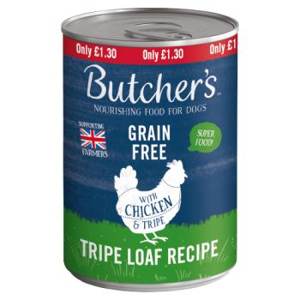 Only £1.30 Only £1.30 Only £1
Butcher's
NOURISHING FOOD FOR DOGS
SUPPORTING
FARMERS
GRAIN
FREE
SUPER
FOOD!
WITH
CHICKEN
& TRIPE
TRIPE LOAF RECIPE